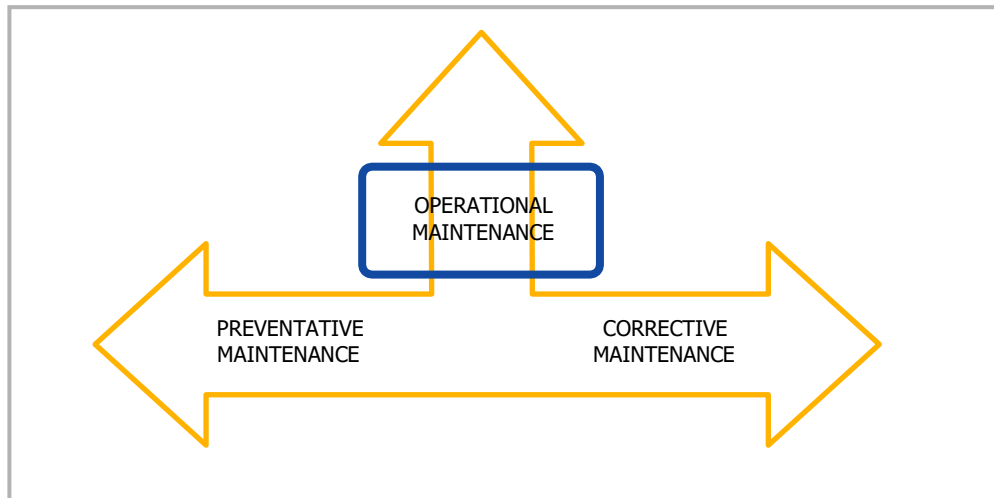 OPERATIONAL
MAINTENANCE
PREVENTATIVE
MAINTENANCE
CORRECTIVE
MAINTENANCE